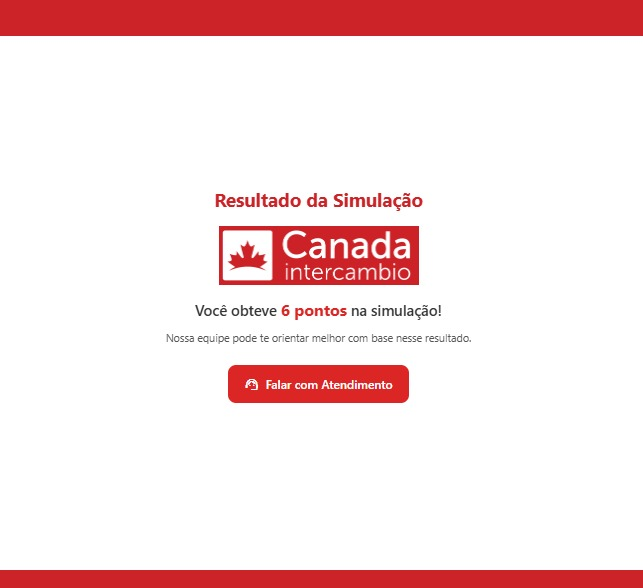 Resultado da Simulação
Canada
intercambio
Você obteve 6 pontos na simulação!
Nossa equipe pode te orientar melhor com base nesse resultado.
Falar com Atendimento